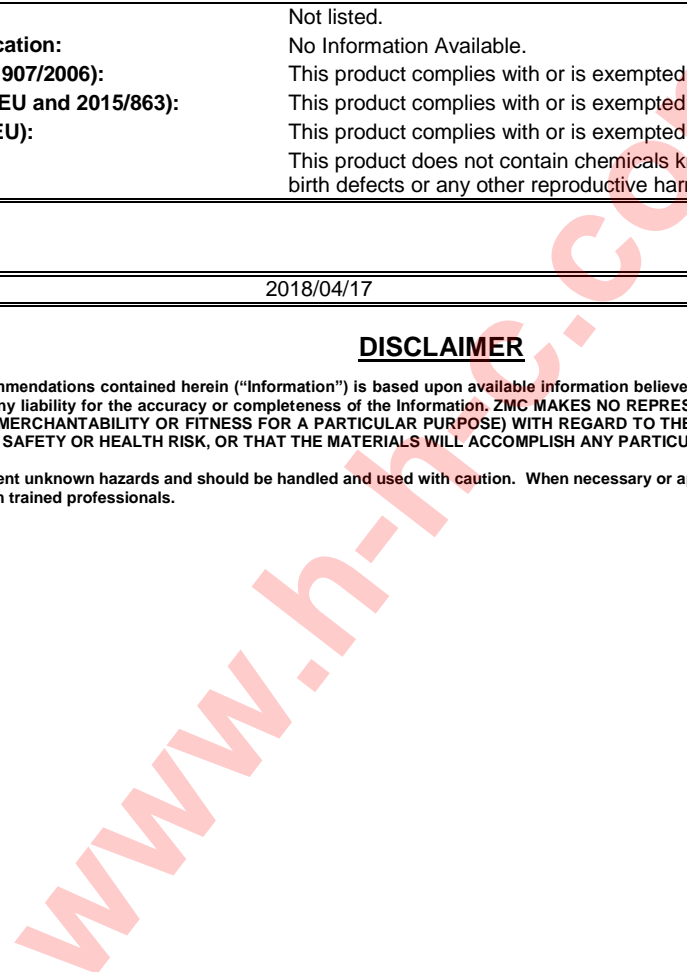 Not listed.
cation: No Information Available.
907/2006): This product complies with or is exempted
EU and 2015/863): This product complies with or is exempted
EU): This product complies with or is exempted
This product does not contain chemicals k
birth defects or any other reproductive har
2018/04/17
DISCLAIMER
mmendations contained herein (“Information”) is based upon available information believe
ny liability for the accuracy or completeness of the Information. ZMC MAKES NO REPRES
MERCHANTABILITY OR FITNESS FOR A PARTICULAR PURPOSE) WITH REGARD TO THE
SAFETY OR HEALTH RISK, OR THAT THE MATERIALS WILL ACCOMPLISH ANY PARTICU
ent unknown hazards and should be handled and used with caution. When necessary or a
n trained professionals.
www.h-h-c.co